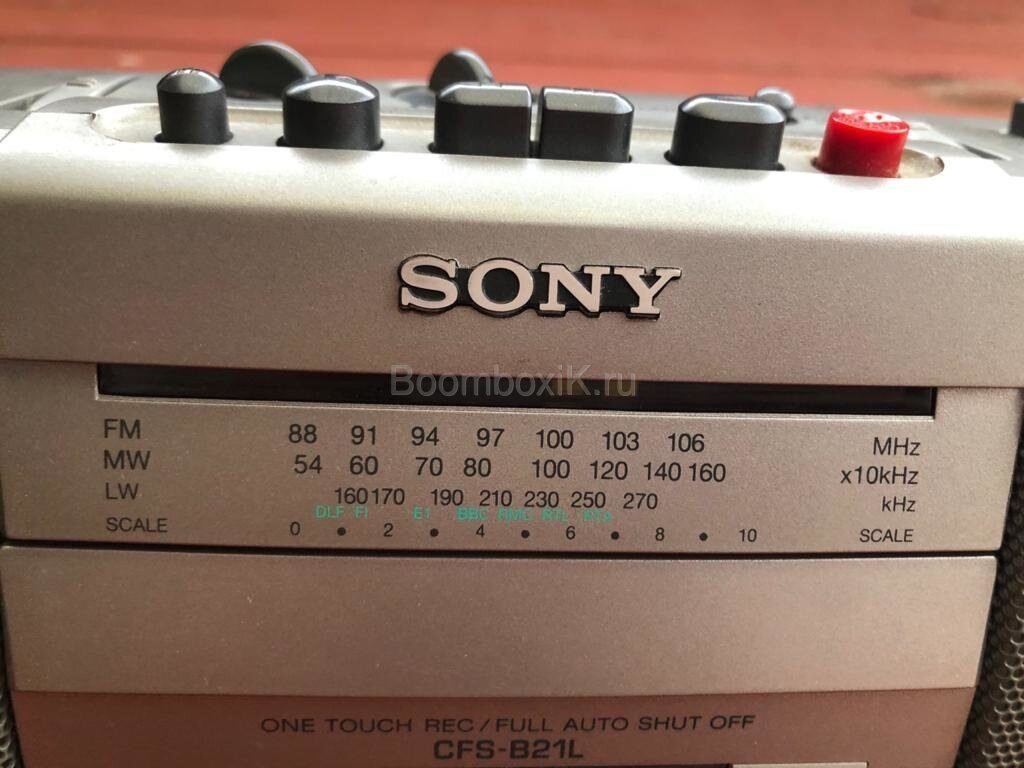 SONY
BoomboxiK.ru
FM 88 91 94 97 100 103 106 MHz
MW 54 60 70 80 100 120 140 160 x10kHz
LW 160 170 190 210 230 250 270 kHz
DLF FI E1 BBC RMC RTL
SCALE 0 • 2 • 4 • 6 • 8 • 10 SCALE
ONE TOUCH REC/FULL AUTO SHUT OFF
CFS-B21L